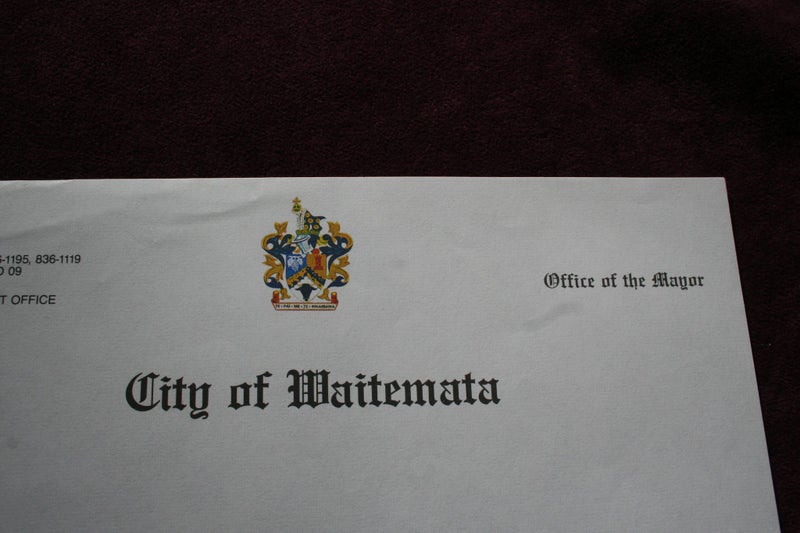 -1195, 836-1119
09
T OFFICE
Office of the Mayor
City of Waitemata